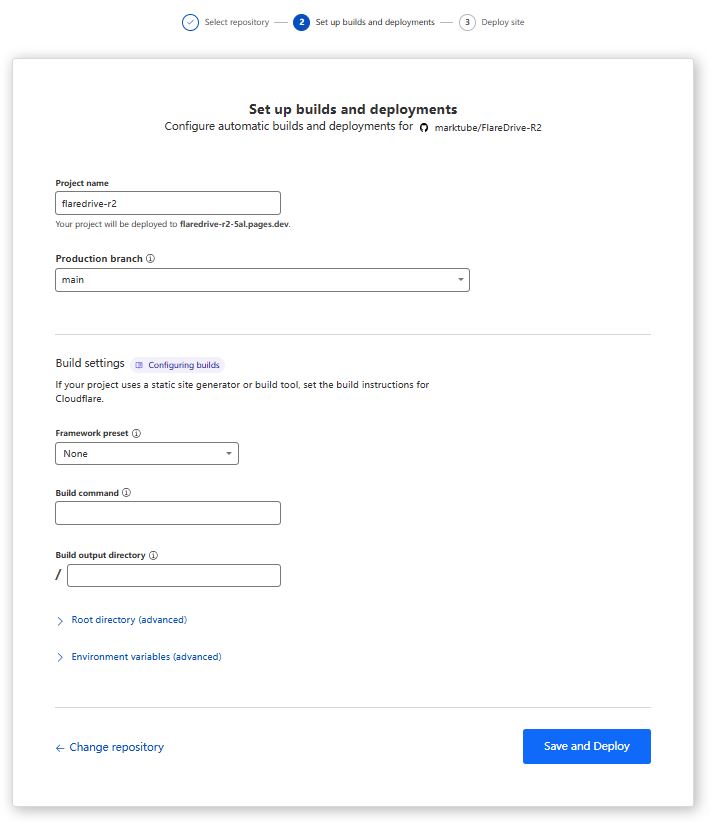 Select repository
2 Set up builds and deployments
3 Deploy site
Set up builds and deployments
Configure automatic builds and deployments for marktube/FlareDrive-R2
Project name
flaredrive-r2
Your project will be deployed to flaredrive-r2-5al.pages.dev.
Production branch
main
Build settings Configuring builds
If your project uses a static site generator or build tool, set the build instructions for
Cloudflare.
Framework preset
None
Build command
Build output directory
/
Root directory (advanced)
Environment variables (advanced)
← Change repository
Save and Deploy